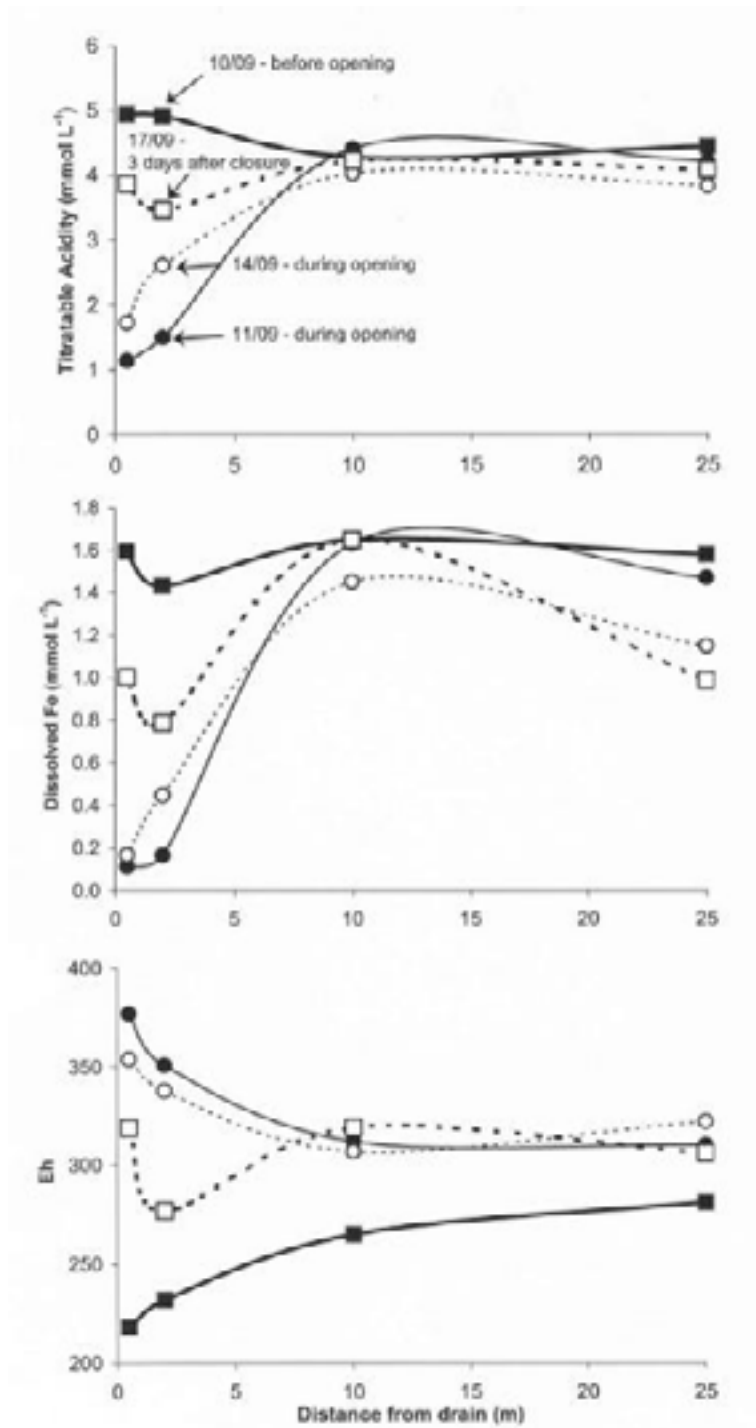 6
10/09 - before opening
5
17/09 -
3 days after closure
4
3
14/09 - during opening
2
11/09 - during opening
1
0
0 5 10 15 20 25
Titratable Acidity (mmol L⁻¹)
1.8
1.6
1.4
1.2
1.0
0.8
0.6
0.4
0.2
0.0
0 5 10 15 20 25
Dissolved Fe (mmol L⁻¹)
400
350
300
250
200
0 5 10 15 20 25
Eh
Distance from drain (m)